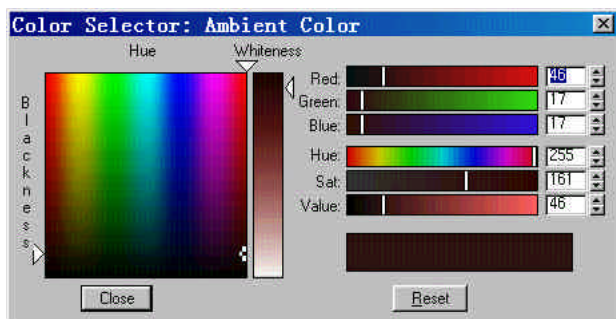 Color Selector: Ambient Color
Hue
Whiteness
Blackness
Red: 46
Green: 17
Blue: 17
Hue: 255
Sat: 161
Value: 46
Close
Reset